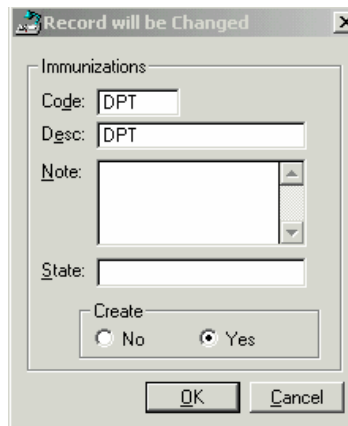 Record will be Changed
Immunizations
Code: DPT
Desc: DPT
Note:
State:
Create
No Yes
OK Cancel